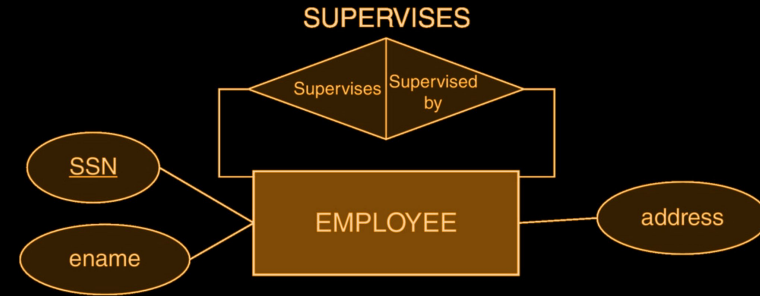 SUPERVISES
Supervises
Supervised
by
SSN
EMPLOYEE
address
ename